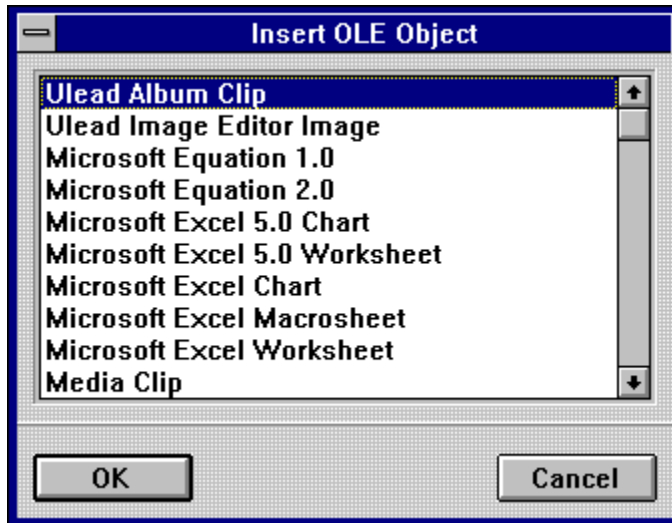 Insert OLE Object
Ulead Album Clip
Ulead Image Editor Image
Microsoft Equation 1.0
Microsoft Equation 2.0
Microsoft Excel 5.0 Chart
Microsoft Excel 5.0 Worksheet
Microsoft Excel Chart
Microsoft Excel Macrosheet
Microsoft Excel Worksheet
Media Clip
OK
Cancel